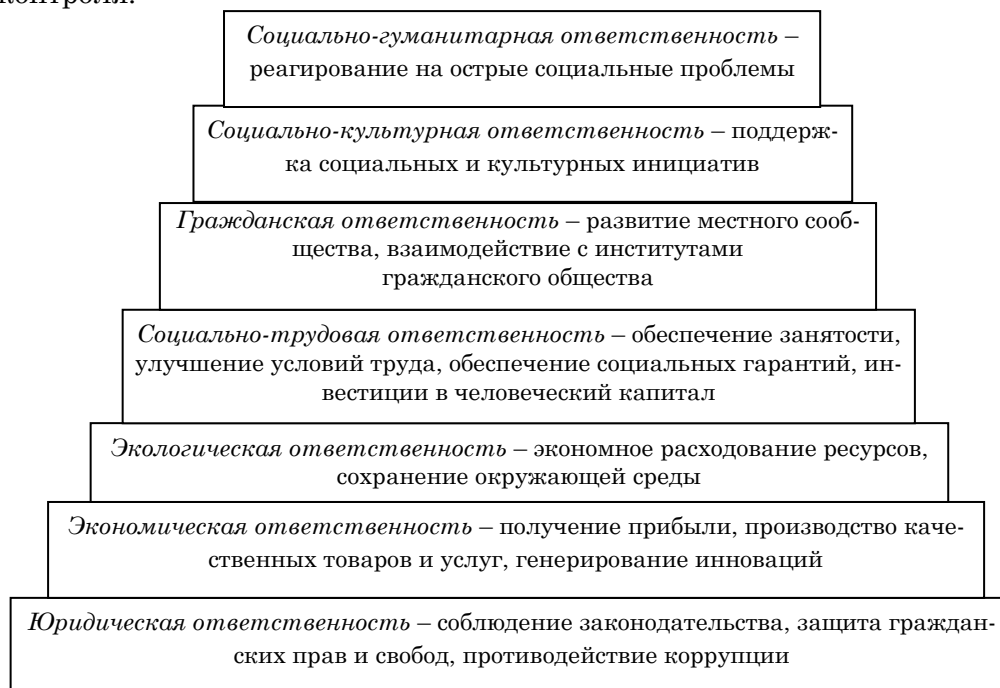 контроля.
Социально-гуманитарная ответственность –
реагирование на острые социальные проблемы
Социально-культурная ответственность – поддерж-
ка социальных и культурных инициатив
Гражданская ответственность – развитие местного сооб-
щества, взаимодействие с институтами
гражданского общества
Социально-трудовая ответственность – обеспечение занятости,
улучшение условий труда, обеспечение социальных гарантий, ин-
вестиции в человеческий капитал
Экологическая ответственность – экономное расходование ресурсов,
сохранение окружающей среды
Экономическая ответственность – получение прибыли, производство каче-
ственных товаров и услуг, генерирование инноваций
Юридическая ответственность – соблюдение законодательства, защита граждан-
ских прав и свобод, противодействие коррупции